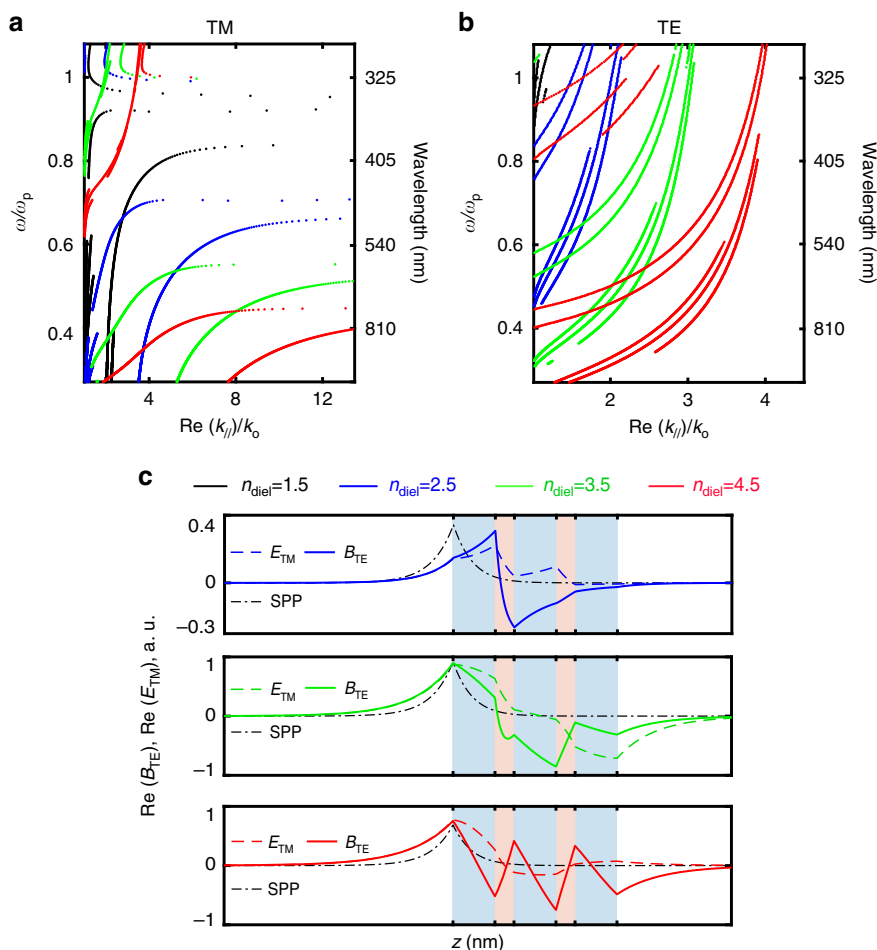 a
TM
b
TE
1
0.8
0.6
0.4
ω/ωp
325
405
540
810
Wavelength (nm)
4
8
12
Re (k//)/ko
1
0.8
0.6
0.4
ω/ωp
325
405
540
810
Wavelength (nm)
2
3
4
Re (k//)/ko
c
ndiel=1.5
ndiel=2.5
ndiel=3.5
ndiel=4.5
Re (BTE), Re (ETM), a. u.
0.4
0
−0.3
ETM
BTE
SPP
1
0
−1
ETM
BTE
SPP
1
0
−1
ETM
BTE
SPP
z (nm)